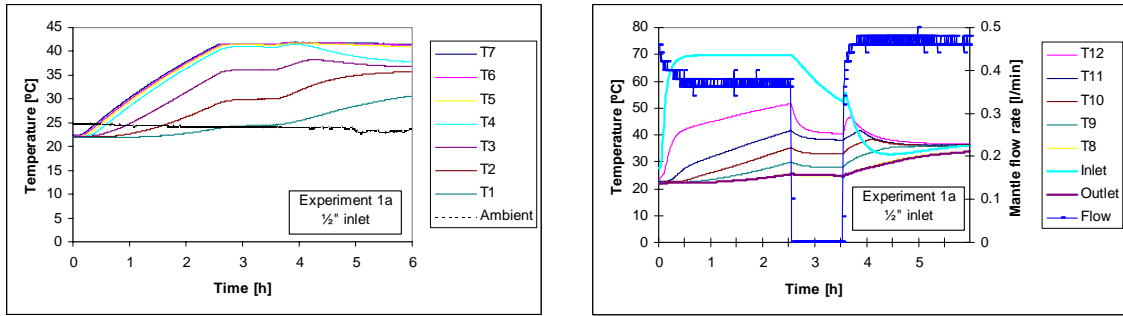 45
40
35
30
25
20
15
10
5
0
Temperature [ºC]
0 1 2 3 4 5 6
Time [h]
Experiment 1a
½" inlet
T7
T6
T5
T4
T3
T2
T1
Ambient
80
70
60
50
40
30
20
10
0
Temperature [ºC]
0 1 2 3 4 5
Time [h]
0.5
0.4
0.3
0.2
0.1
0
Mantle flow rate [l/min]
Experiment 1a
½" inlet
T12
T11
T10
T9
T8
Inlet
Outlet
Flow